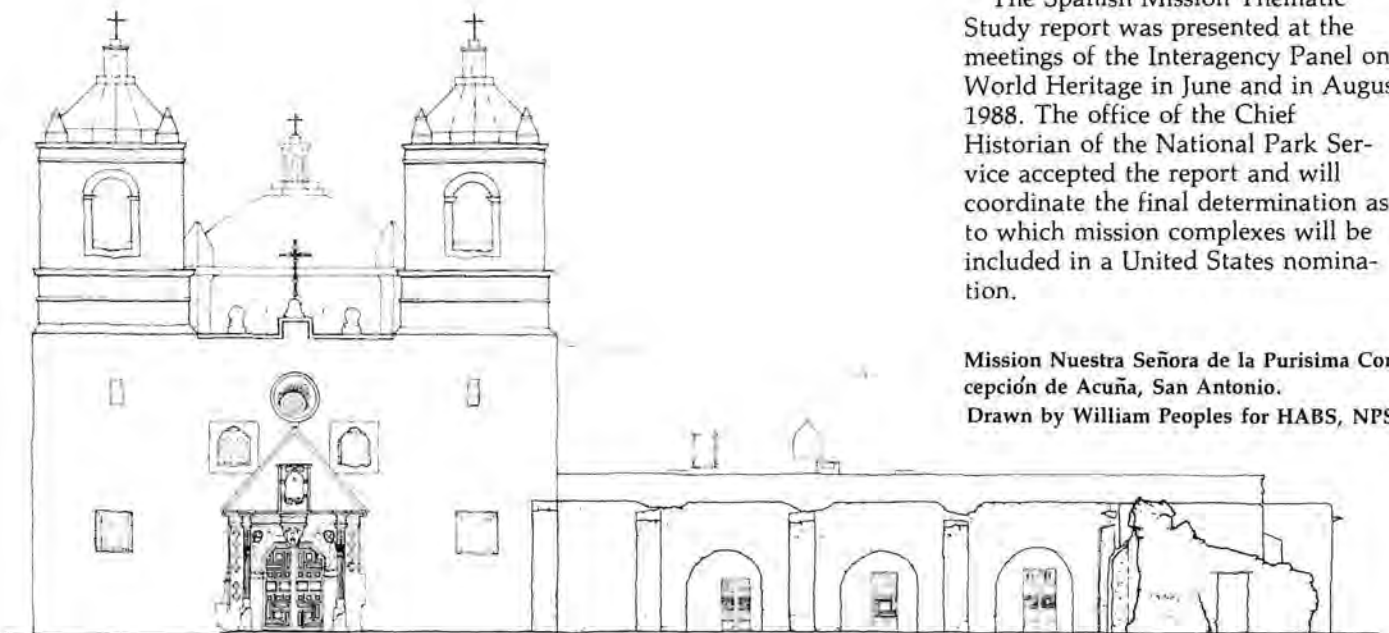 The Spanish Mission Thematic
Study report was presented at the
meetings of the Interagency Panel on
World Heritage in June and in Augus
1988. The office of the Chief
Historian of the National Park Ser-
vice accepted the report and will
coordinate the final determination as
to which mission complexes will be
included in a United States nomina-
tion.
Mission Nuestra Señora de la Purisima Con
cepción de Acuña, San Antonio.
Drawn by William Peoples for HABS, NPS